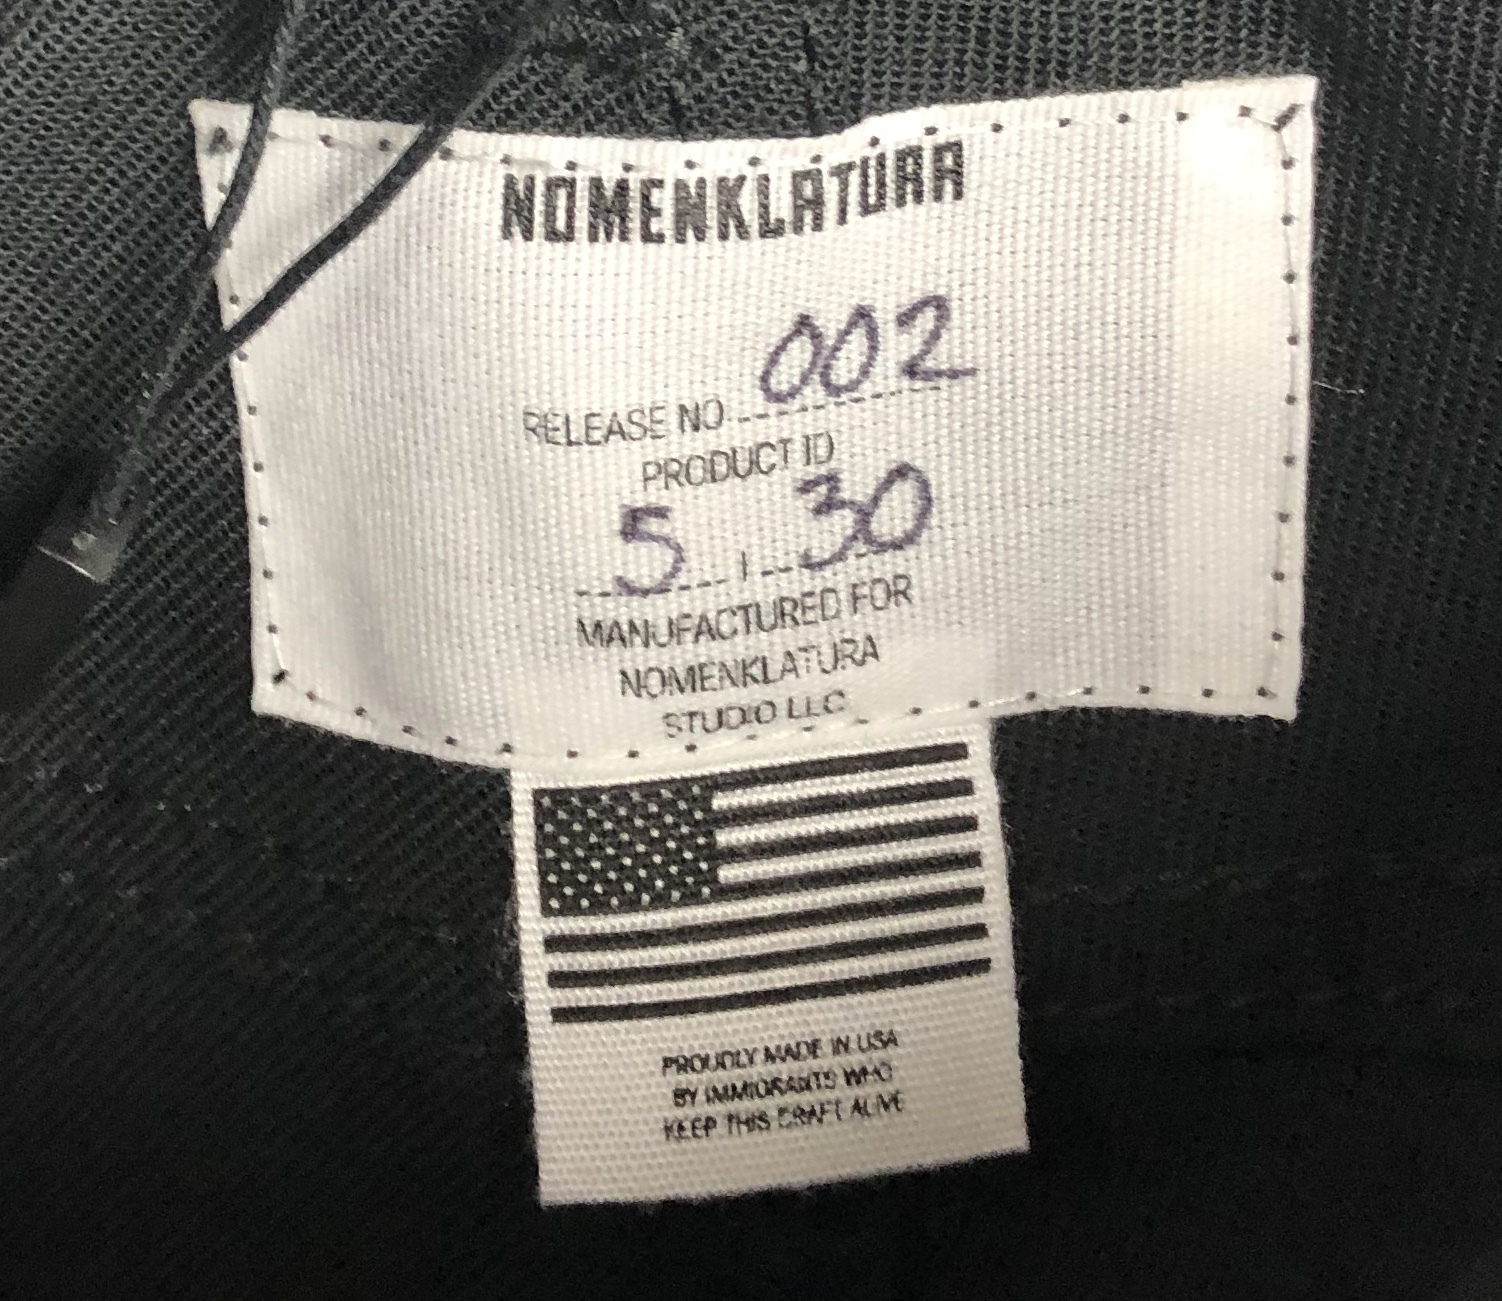 NOMENKLATURA
RELEASE NO. 002
PRODUCT ID
5 / 30
MANUFACTURED FOR
NOMENKLATURA
STUDIO LLC
PROUDLY MADE IN USA
BY IMMIGRANTS WHO
KEEP THIS CRAFT ALIVE